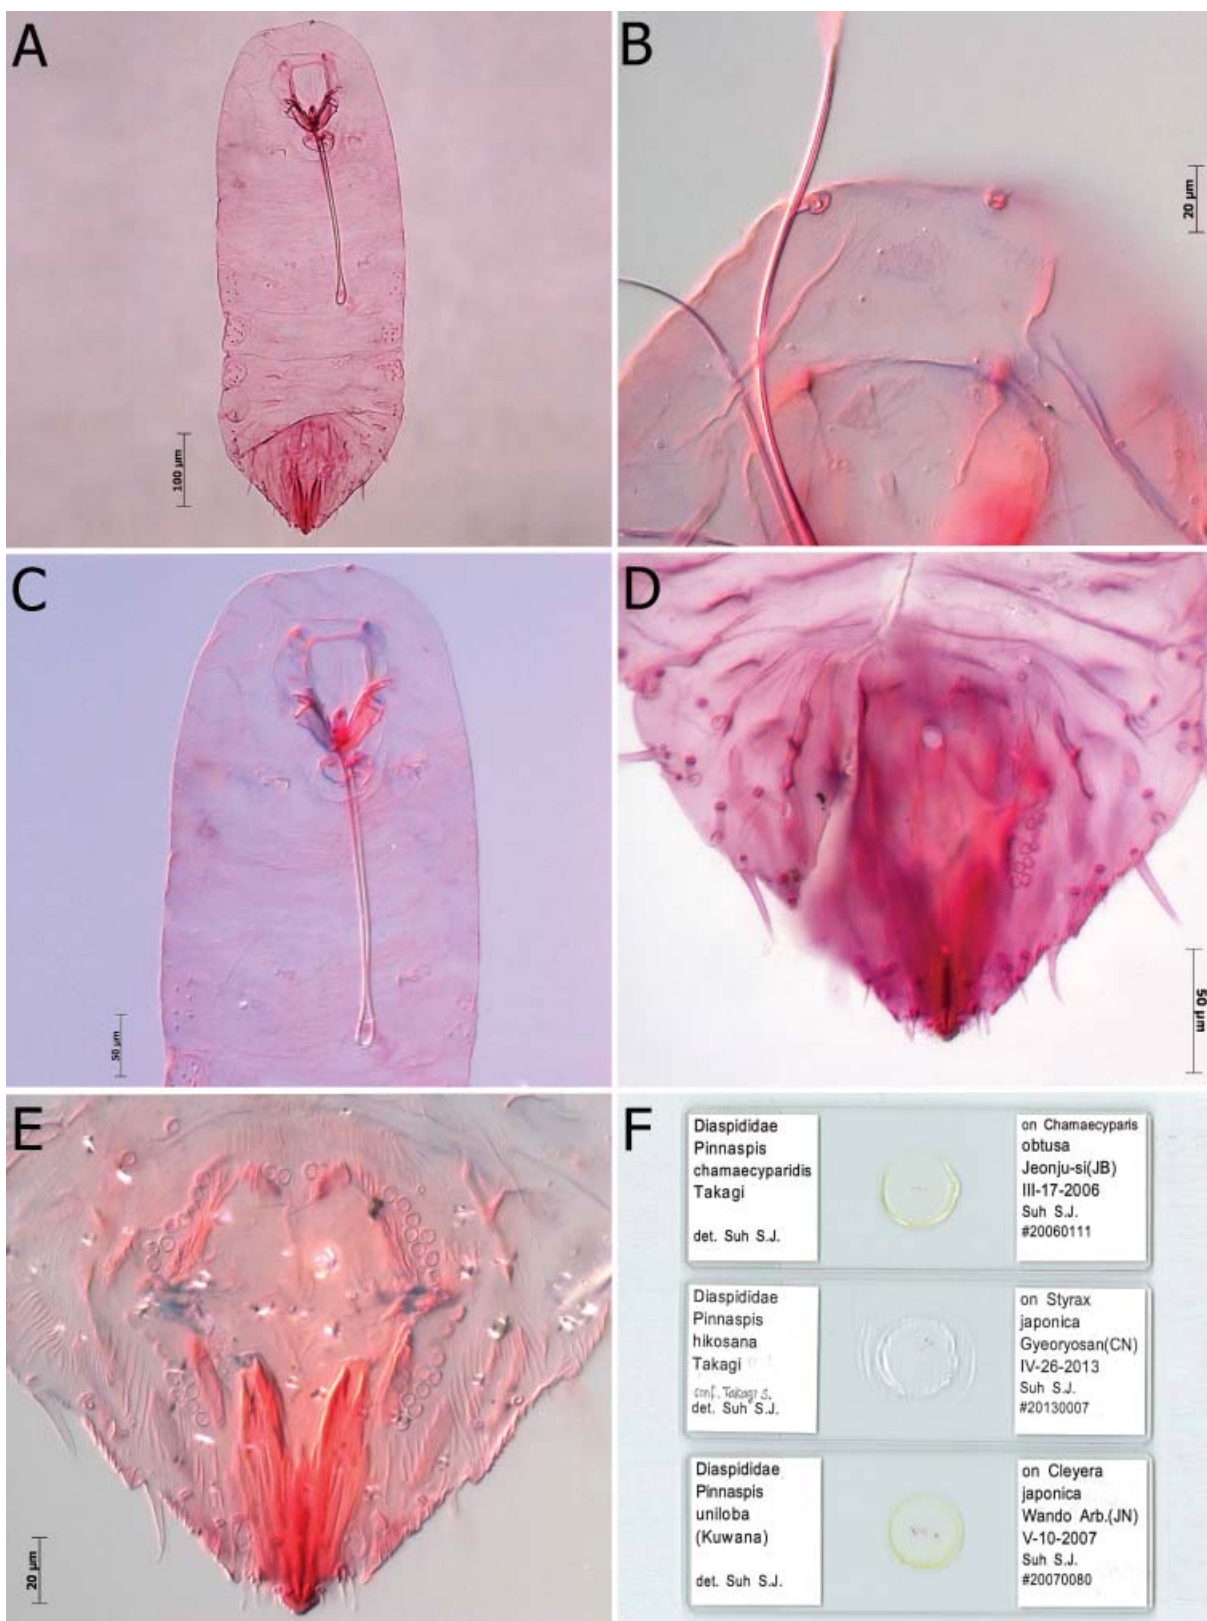 A
100 µm
B
20 µm
C
50 µm
D
50 µm
E
20 µm
F
Diaspididae
Pinnaspis
chamaecyparidis
Takagi
det. Suh S.J.
on Chamaecyparis
obtusa
Jeonju-si(JB)
III-17-2006
Suh S.J.
#20060111
Diaspididae
Pinnaspis
hikosana
Takagi
conf. Takagi S.
det. Suh S.J.
on Styrax
japonica
Gyeoryosan(CN)
IV-26-2013
Suh S.J.
#20130007
Diaspididae
Pinnaspis
uniloba
(Kuwana)
det. Suh S.J.
on Cleyera
japonica
Wando Arb.(JN)
V-10-2007
Suh S.J.
#20070080